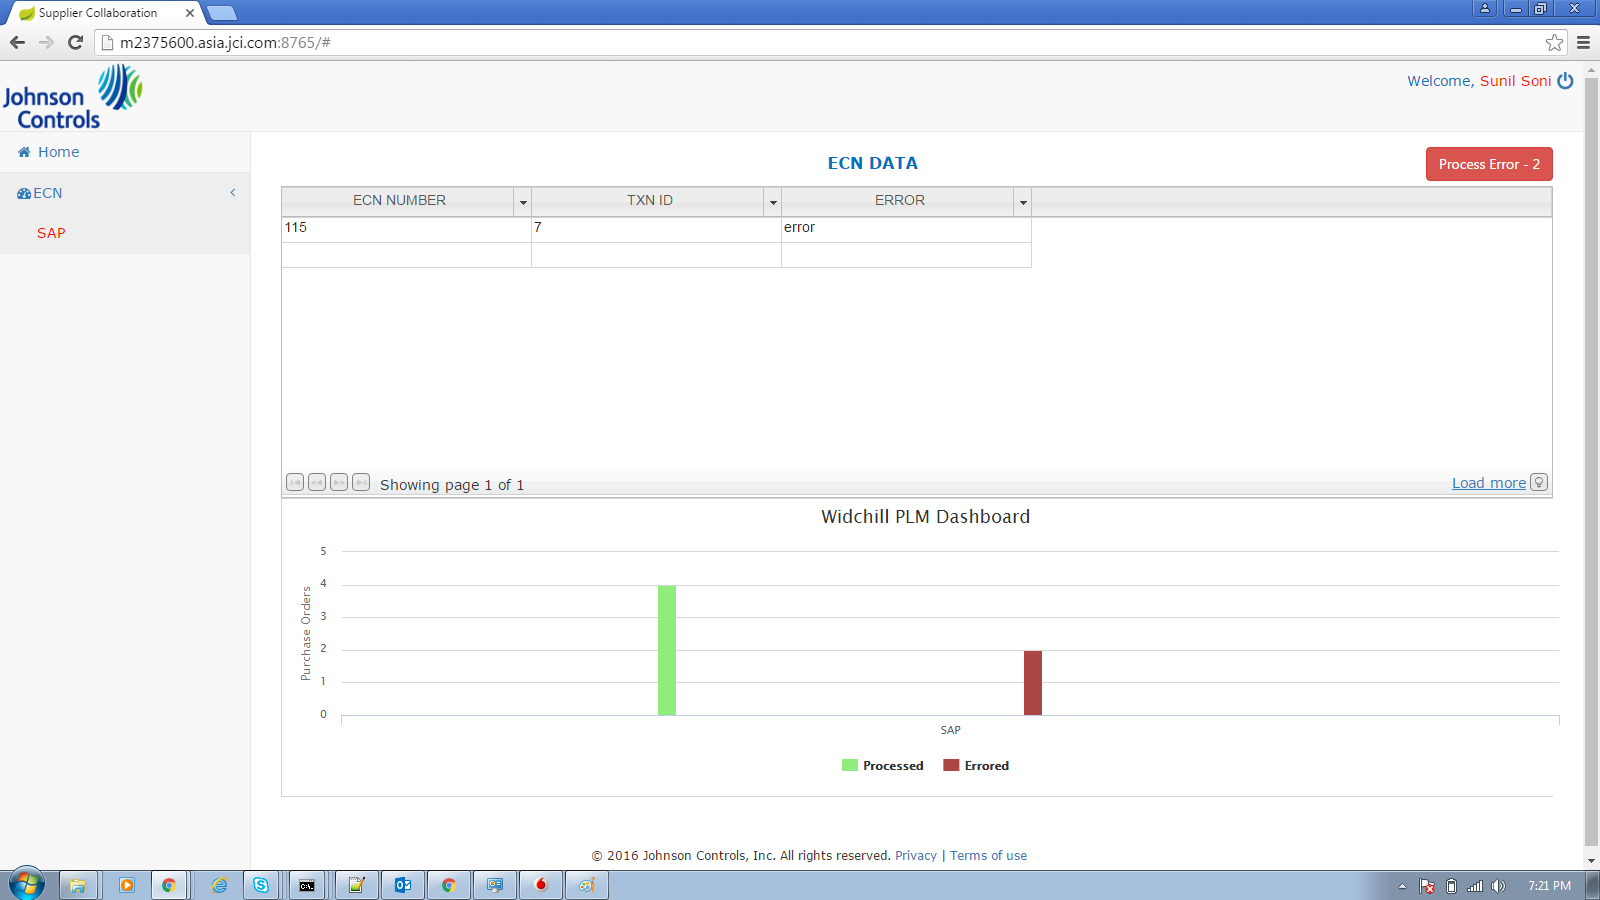 Supplier Collaboration
m2375600.asia.jci.com:8765/#
Johnson
Controls
Welcome, Sunil Soni
Home
ECN
SAP
ECN DATA
Process Error - 2
ECN NUMBER TXN ID ERROR
115 7 error
Showing page 1 of 1
Load more
Widchill PLM Dashboard
Purchase Orders
5
4
3
2
1
0
SAP
Processed Errored
© 2016 Johnson Controls, Inc. All rights reserved. Privacy | Terms of use
7:21 PM